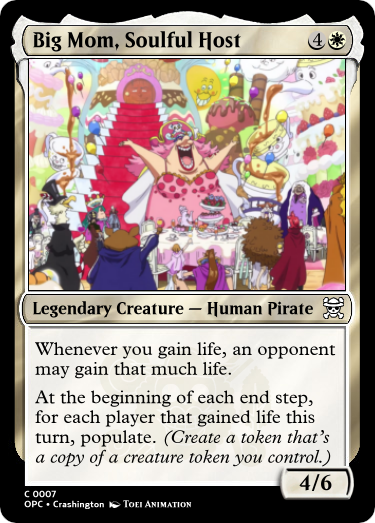 Big Mom, Soulful Host 4
Legendary Creature — Human Pirate
Whenever you gain life, an opponent
may gain that much life.
At the beginning of each end step,
for each player that gained life this
turn, populate. (Create a token that's
a copy of a creature token you control.)
4/6
C 0007
OPC • Crashington Toei Animation